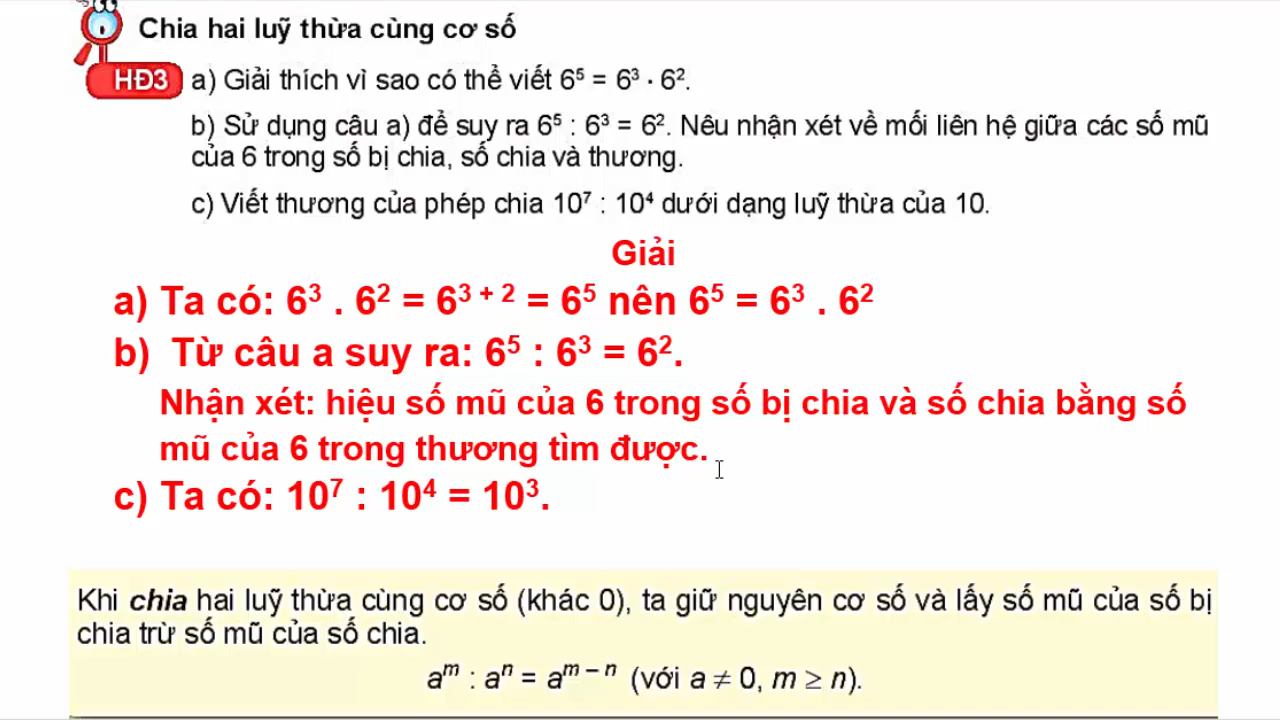 Chia hai luỹ thừa cùng cơ số
HĐ3 a) Giải thích vì sao có thể viết 6⁵ = 6³ · 6².
b) Sử dụng câu a) để suy ra 6⁵ : 6³ = 6². Nêu nhận xét về mối liên hệ giữa các số mũ
của 6 trong số bị chia, số chia và thương.
c) Viết thương của phép chia 10⁷ : 10⁴ dưới dạng luỹ thừa của 10.
Giải
a) Ta có: 6³ . 6² = 6³ ⁺ ² = 6⁵ nên 6⁵ = 6³ . 6²
b) Từ câu a suy ra: 6⁵ : 6³ = 6².
Nhận xét: hiệu số mũ của 6 trong số bị chia và số chia bằng số
mũ của 6 trong thương tìm được.
c) Ta có: 10⁷ : 10⁴ = 10³.
Khi chia hai luỹ thừa cùng cơ số (khác 0), ta giữ nguyên cơ số và lấy số mũ của số bị
chia trừ số mũ của số chia.
aᵐ : aⁿ = aᵐ ⁻ ⁿ (với a ≠ 0, m ≥ n).